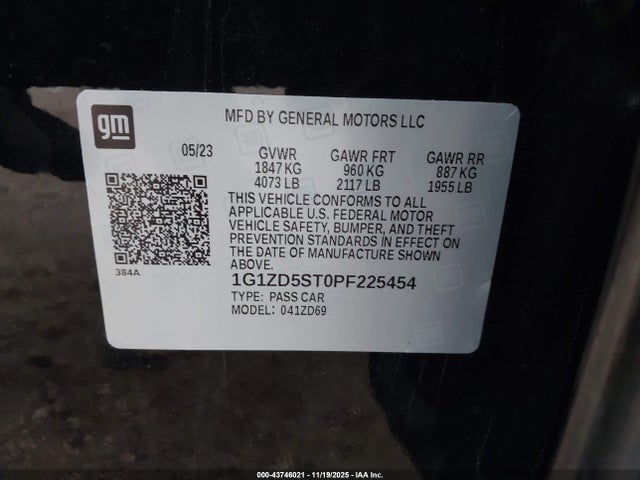 gm
MFD BY GENERAL MOTORS LLC
05/23 GVWR GAWR FRT GAWR RR
1847 KG 960 KG 887 KG
4073 LB 2117 LB 1955 LB
THIS VEHICLE CONFORMS TO ALL
APPLICABLE U.S. FEDERAL MOTOR
VEHICLE SAFETY, BUMPER, AND THEFT
PREVENTION STANDARDS IN EFFECT ON
THE DATE OF MANUFACTURE SHOWN
ABOVE.
384A
1G1ZD5ST0PF225454
TYPE: PASS CAR
MODEL: 041ZD69
000-43746021 - 11/19/2025 - IAA Inc.